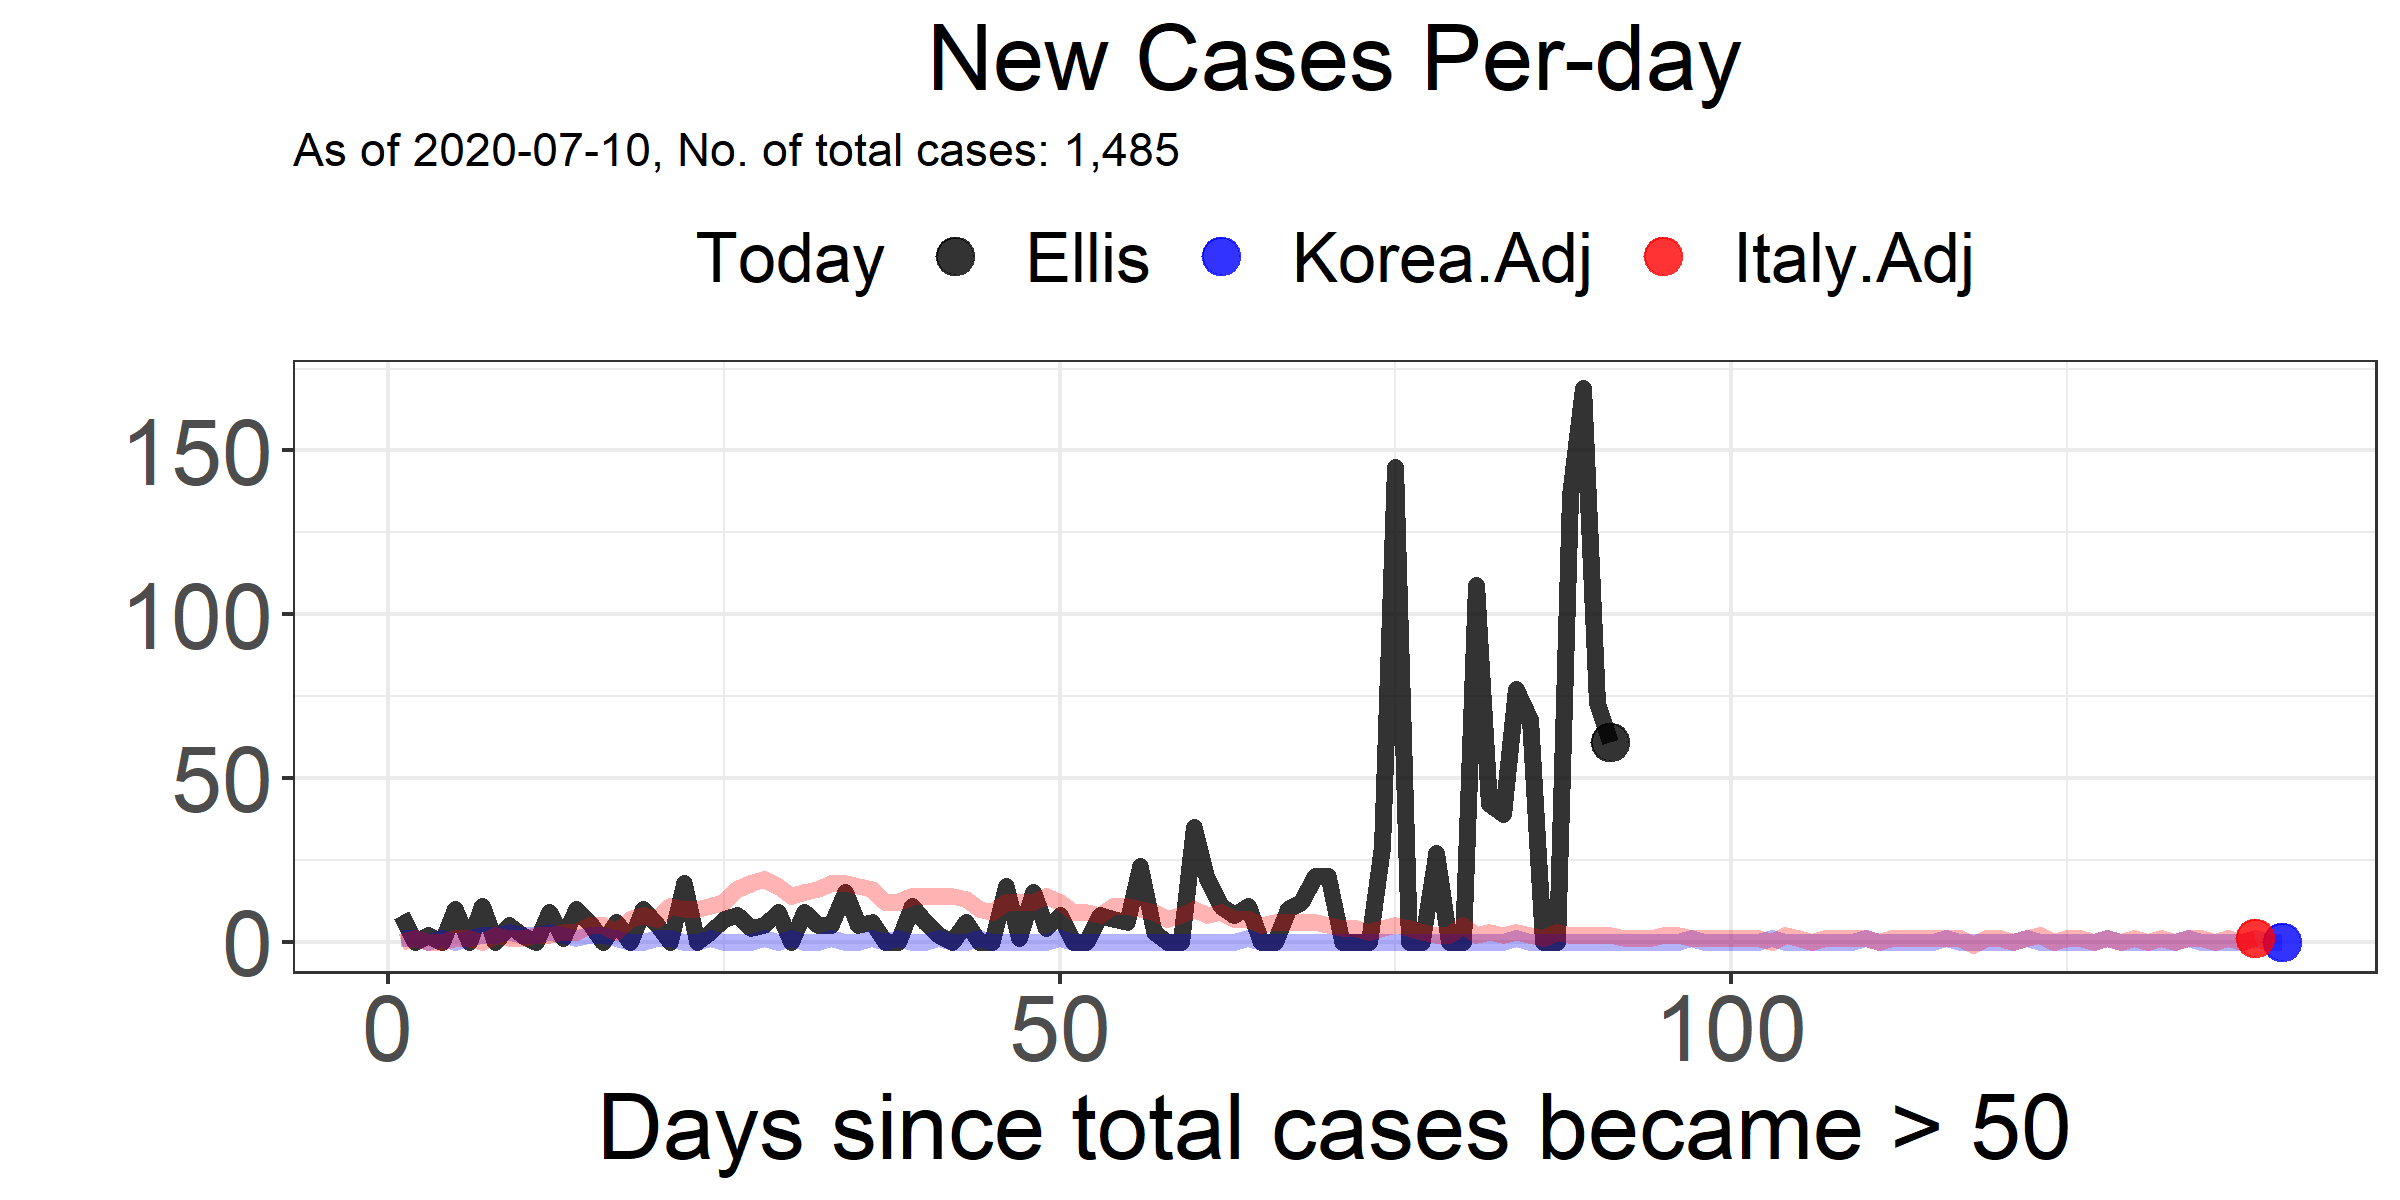 New Cases Per-day
As of 2020-07-10, No. of total cases: 1,485
Today Ellis Korea.Adj Italy.Adj
150
100
50
0
0 50 100
Days since total cases became > 50